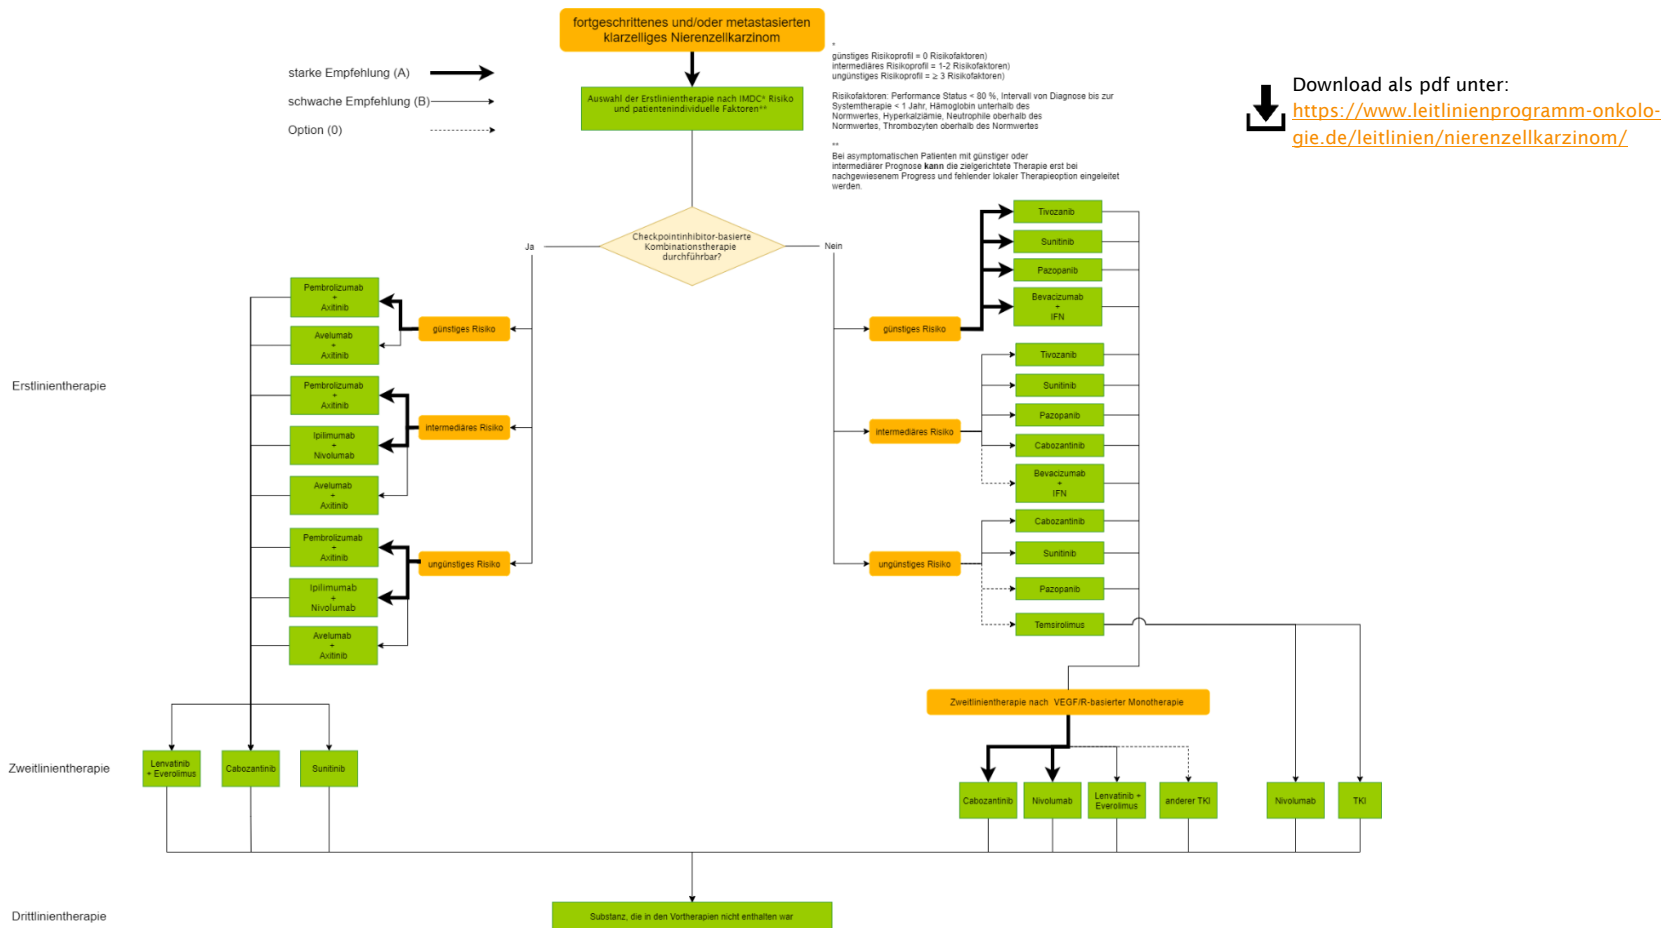 fortgeschrittenes und/oder metastasierten
klarzelliges Nierenzellkarzinom
starke Empfehlung (A)
schwache Empfehlung (B)
Option (0)
*
günstiges Risikoprofil = 0 Risikofaktoren)
intermediäres Risikoprofil = 1-2 Risikofaktoren)
ungünstiges Risikoprofil = ≥ 3 Risikofaktoren)
Risikofaktoren: Performance Status < 80 %, Intervall von Diagnose bis zur
Systemtherapie < 1 Jahr, Hämoglobin unterhalb des
Normwertes, Hyperkalziämie, Neutrophile oberhalb des
Normwertes, Thrombozyten oberhalb des Normwertes
**
Bei asymptomatischen Patienten mit günstiger oder
intermediärer Prognose kann die zielgerichtete Therapie erst bei
nachgewiesenem Progress und fehlender lokaler Therapieoption eingeleitet
werden.
Download als pdf unter:
https://www.leitlinienprogramm-onkolo-
gie.de/leitlinien/nierenzellkarzinom/
Auswahl der Erstlinientherapie nach IMDC* Risiko
und patientenindividuelle Faktoren**
Checkpointinhibitor-basierte
Kombinationstherapie
durchführbar?
Ja
Nein
Erstlinientherapie
Pembrolizumab
+
Axitinib
Avelumab
+
Axitinib
günstiges Risiko
Pembrolizumab
+
Axitinib
Ipilimumab
+
Nivolumab
Avelumab
+
Axitinib
intermediäres Risiko
Pembrolizumab
+
Axitinib
Ipilimumab
+
Nivolumab
Avelumab
+
Axitinib
ungünstiges Risiko
günstiges Risiko
Tivozanib
Sunitinib
Pazopanib
Bevacizumab
+
IFN
intermediäres Risiko
Tivozanib
Sunitinib
Pazopanib
Cabozantinib
Bevacizumab
+
IFN
ungünstiges Risiko
Cabozantinib
Sunitinib
Pazopanib
Temsirolimus
Zweitlinientherapie nach VEGF/R-basierter Monotherapie
Zweitlinientherapie
Lenvatinib
+ Everolimus
Cabozantinib
Sunitinib
Cabozantinib
Nivolumab
Lenvatinib +
Everolimus
anderer TKI
Nivolumab
TKI
Drittlinientherapie
Substanz, die in den Vortherapien nicht enthalten war